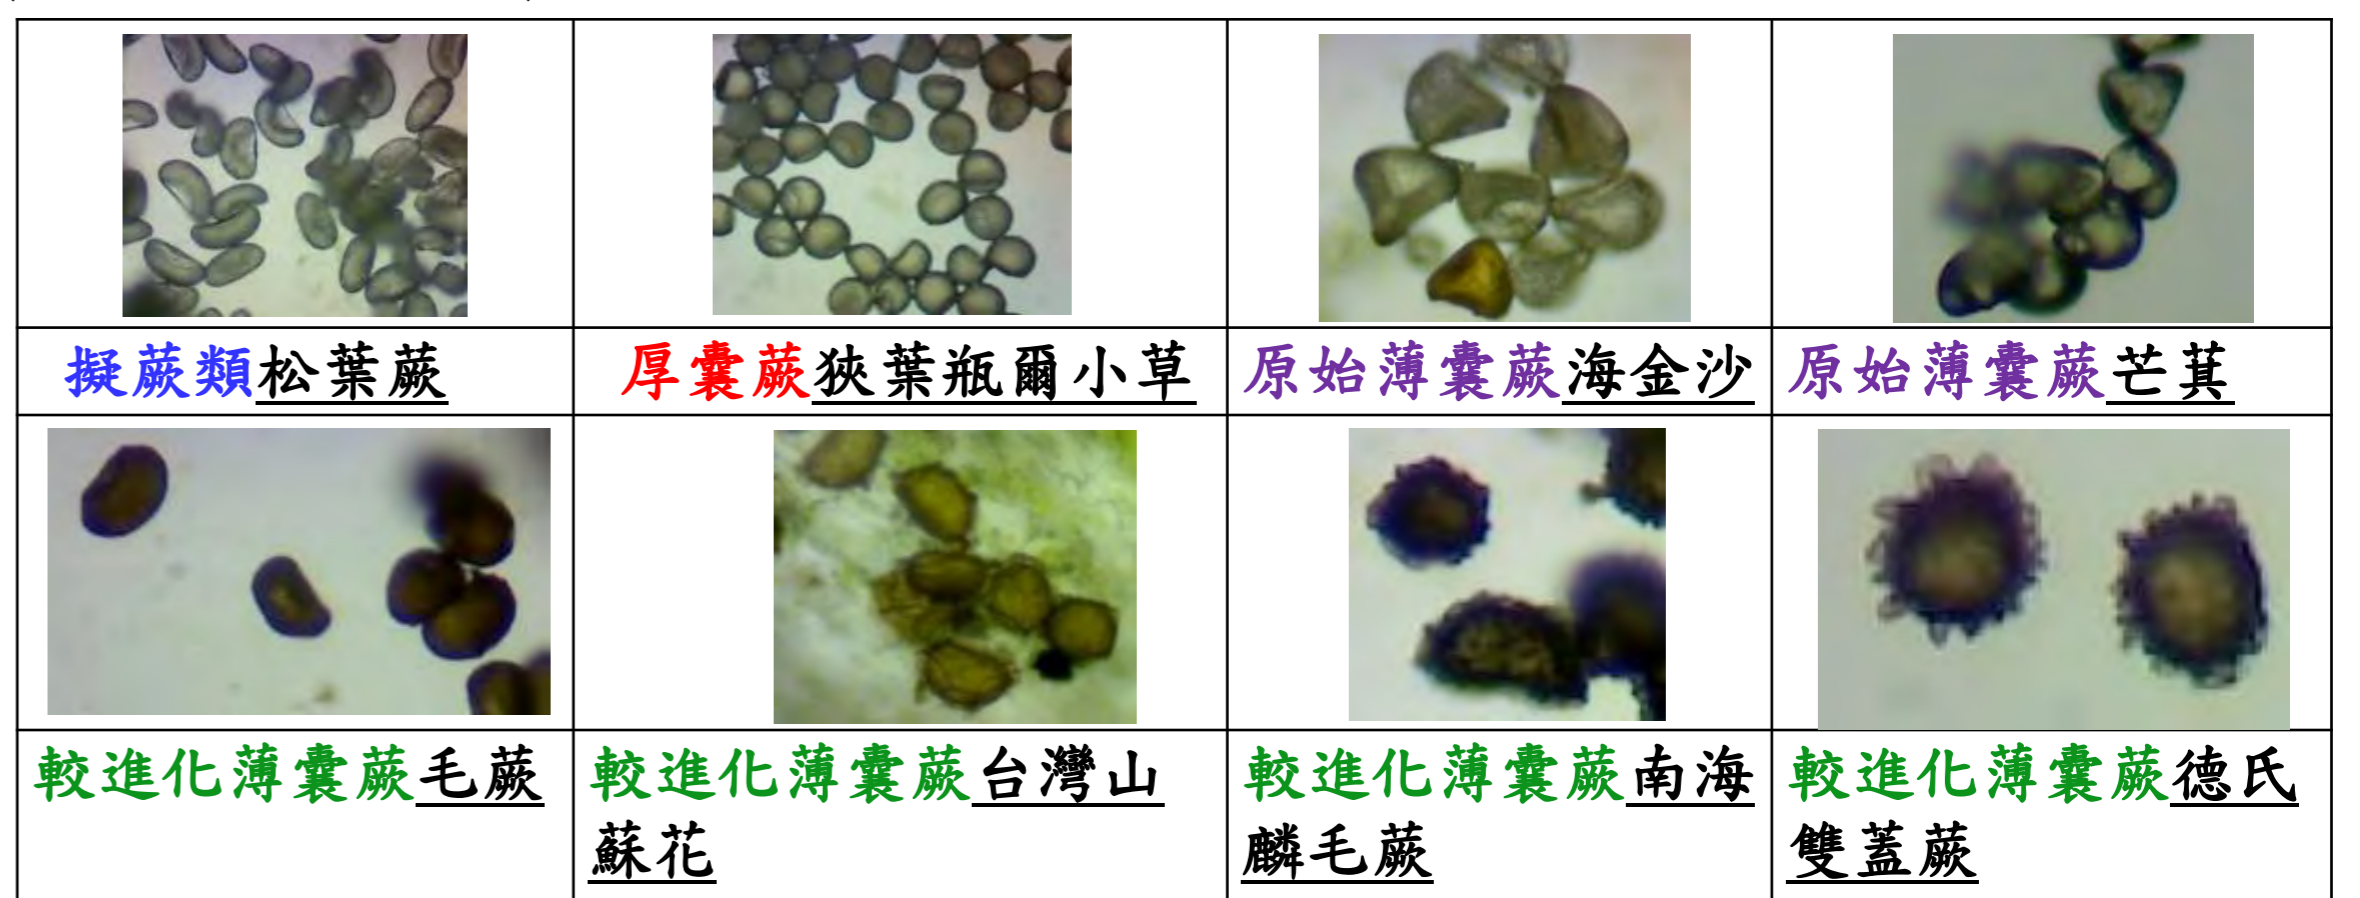 擬蕨類松葉蕨
厚囊蕨狹葉瓶爾小草
原始薄囊蕨海金沙
原始薄囊蕨芒萁
較進化薄囊蕨毛蕨
較進化薄囊蕨台灣山
蘇花
較進化薄囊蕨南海
麟毛蕨
較進化薄囊蕨德氏
雙蓋蕨